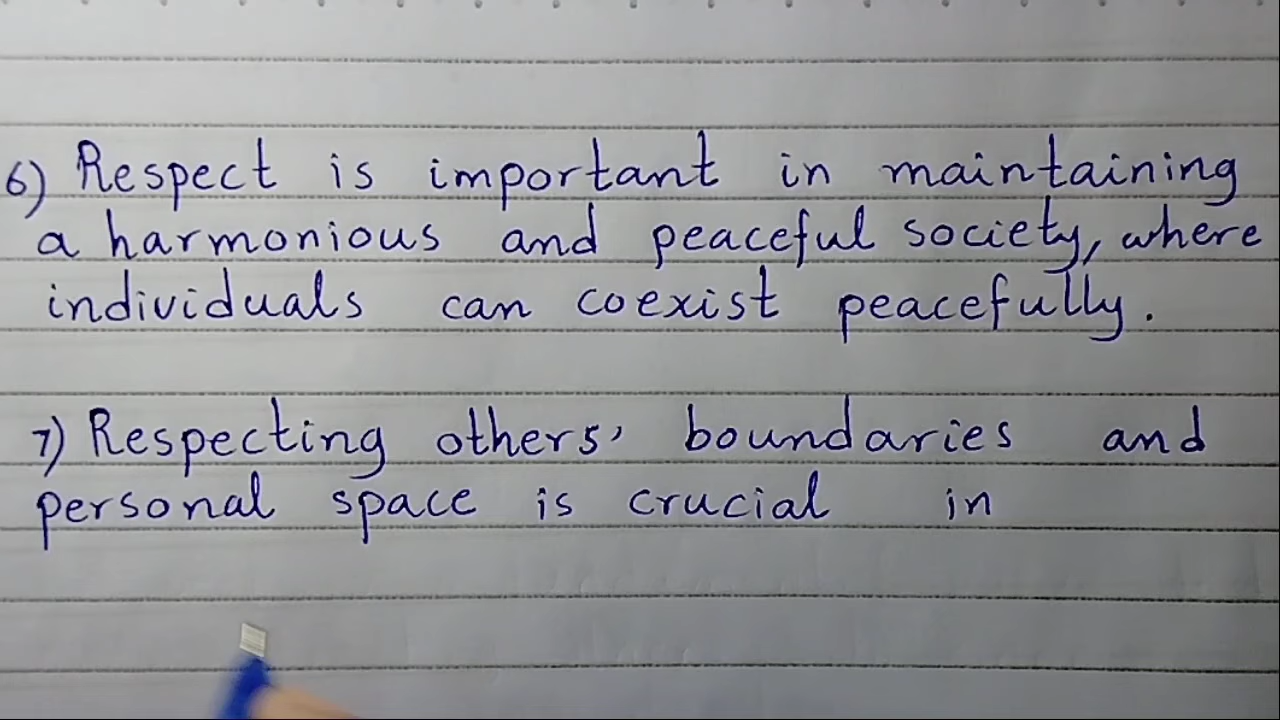 6) Respect is important in maintaining
a harmonious and peaceful society, where
individuals can coexist peacefully.
7) Respecting others' boundaries and
personal space is crucial in